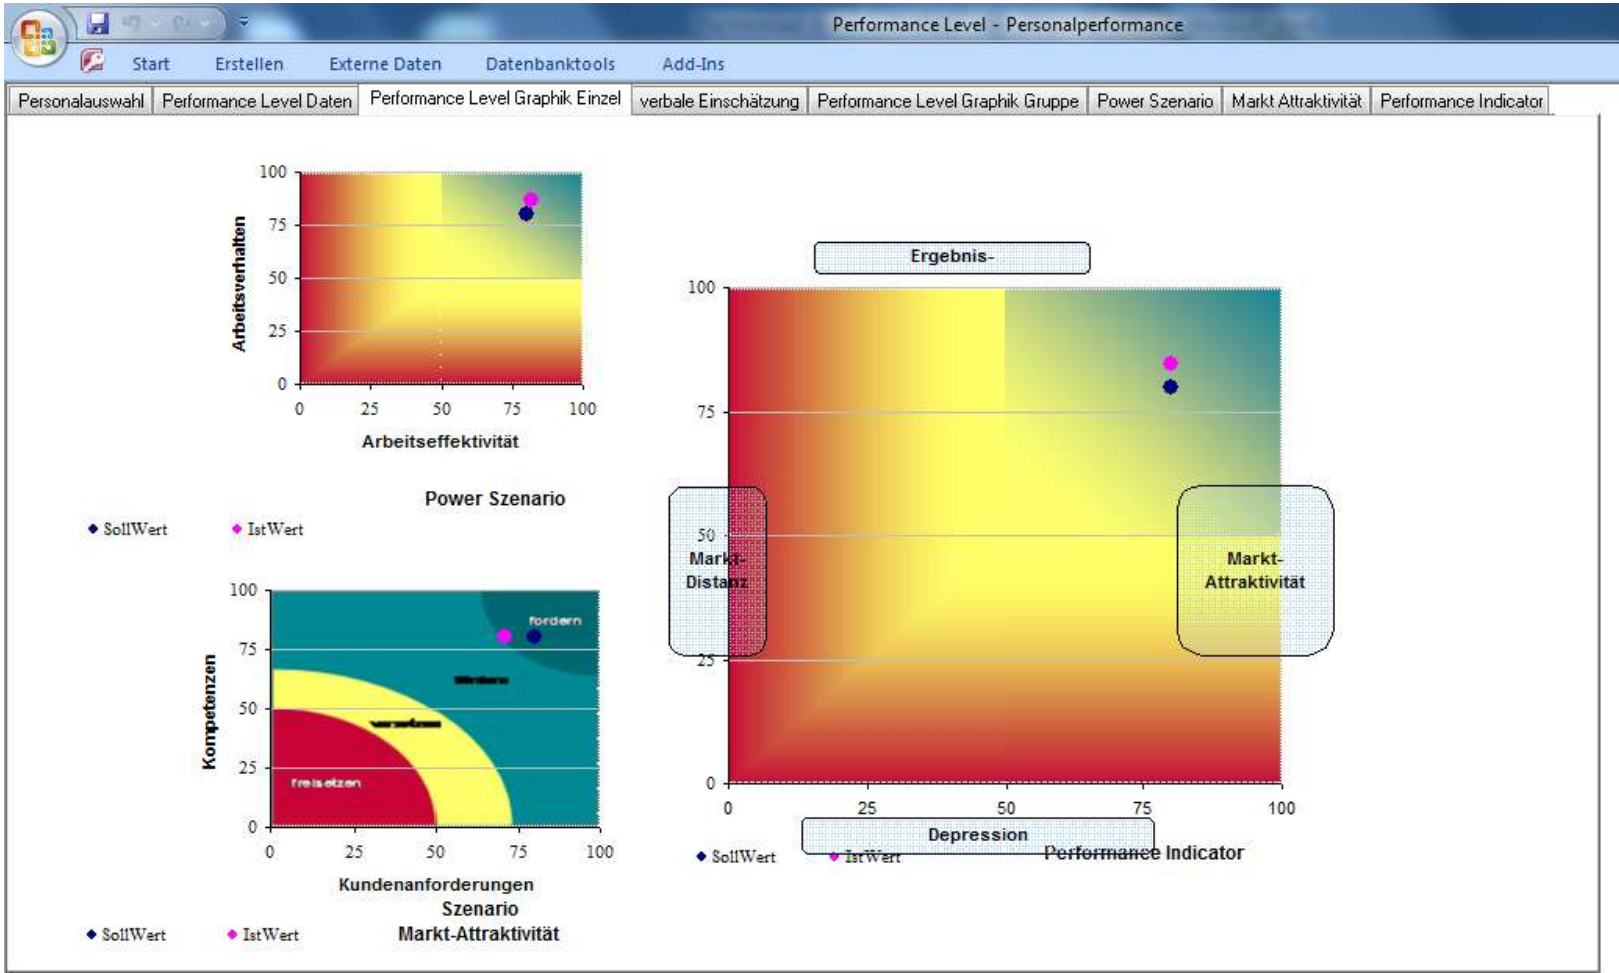 Performance Level - Personalperformance
Start Erstellen Externe Daten Datenbanktools Add-Ins
Personalauswahl Performance Level Daten Performance Level Graphik Einzel verbale Einschätzung Performance Level Graphik Gruppe Power Szenario Markt Attraktivität Performance Indicator
100
75
50
25
0
Arbeitsverhalten
0 25 50 75 100
Arbeitseffektivität
Power Szenario
SollWert IstWert
100
75
50
25
0
Kompetenzen
fordern
fördern
versetzen
freisetzen
0 25 50 75 100
Kundenanforderungen
Szenario
Markt-Attraktivität
SollWert IstWert
Ergebnis-
100
75
50
25
0
Markt-
Distanz
Markt-
Attraktivität
0 25 50 75 100
Depression
SollWert IstWert
Performance Indicator